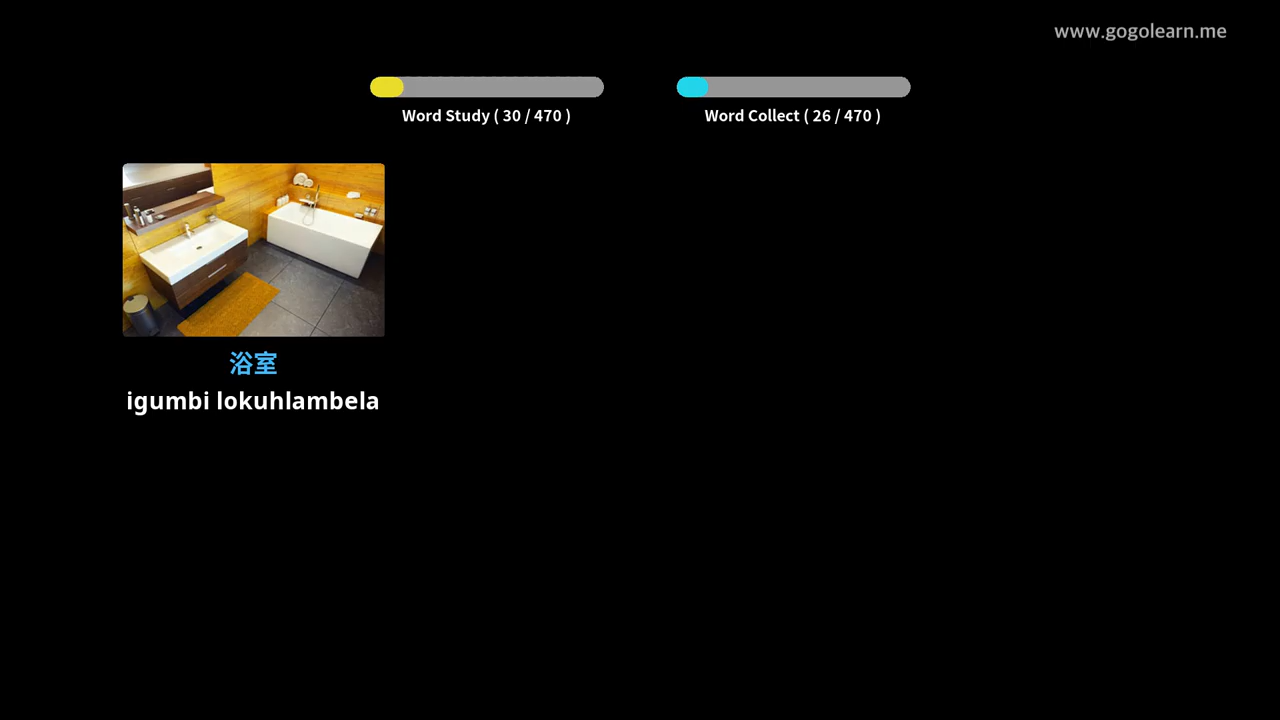 www.gogolearn.me
Word Study ( 30 / 470 )
Word Collect ( 26 / 470 )
浴室
igumbi lokuhlambela